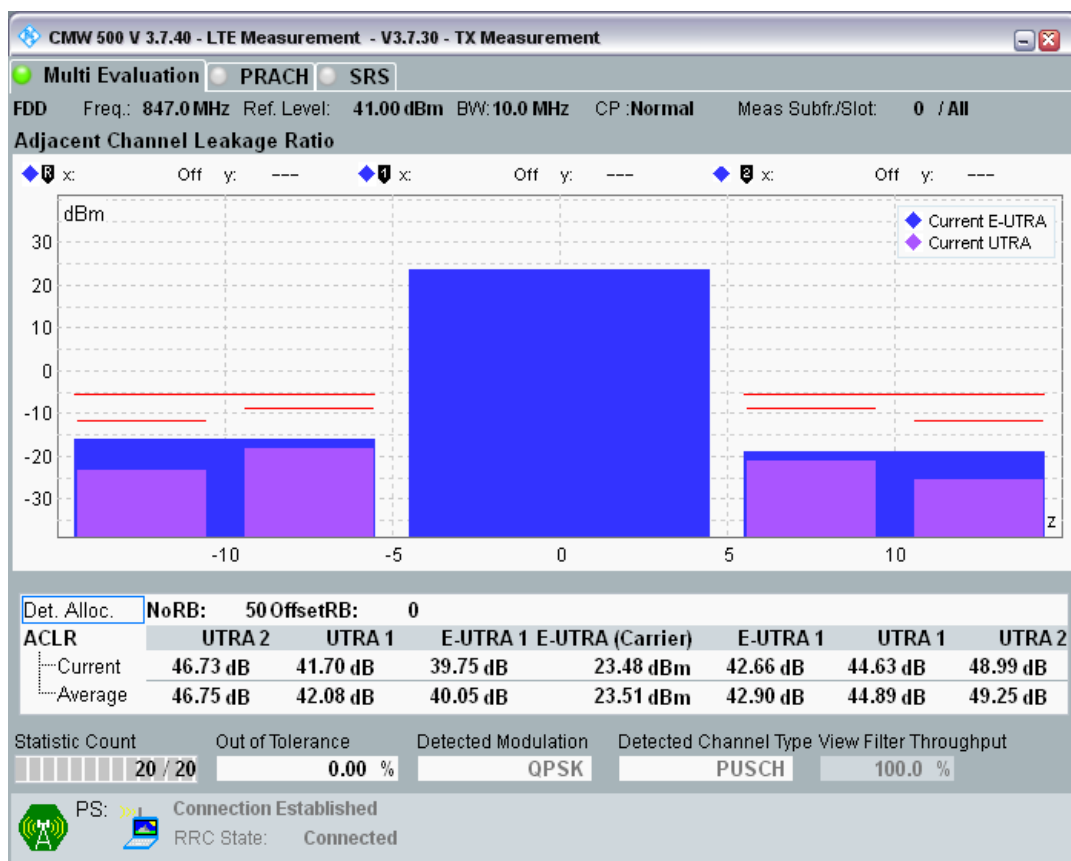 CMW 500 V 3.7.40 - LTE Measurement - V3.7.30 - TX Measurement
Multi Evaluation PRACH SRS
FDD Freq.: 847.0 MHz Ref. Level: 41.00 dBm BW: 10.0 MHz CP :Normal Meas Subfr./Slot: 0 / All
Adjacent Channel Leakage Ratio
R x: Off y: --- 1 x: Off y: --- 2 x: Off y: ---
dBm
Current E-UTRA
Current UTRA
30
20
10
0
-10
-20
-30
z
-10 -5 0 5 10
Det. Alloc. NoRB: 50 OffsetRB: 0
ACLR UTRA 2 UTRA 1 E-UTRA 1 E-UTRA (Carrier) E-UTRA 1 UTRA 1 UTRA 2
Current 46.73 dB 41.70 dB 39.75 dB 23.48 dBm 42.66 dB 44.63 dB 48.99 dB
Average 46.75 dB 42.08 dB 40.05 dB 23.51 dBm 42.90 dB 44.89 dB 49.25 dB
Statistic Count Out of Tolerance Detected Modulation Detected Channel Type View Filter Throughput
20 / 20 0.00 % QPSK PUSCH 100.0 %
PS: Connection Established
RRC State: Connected